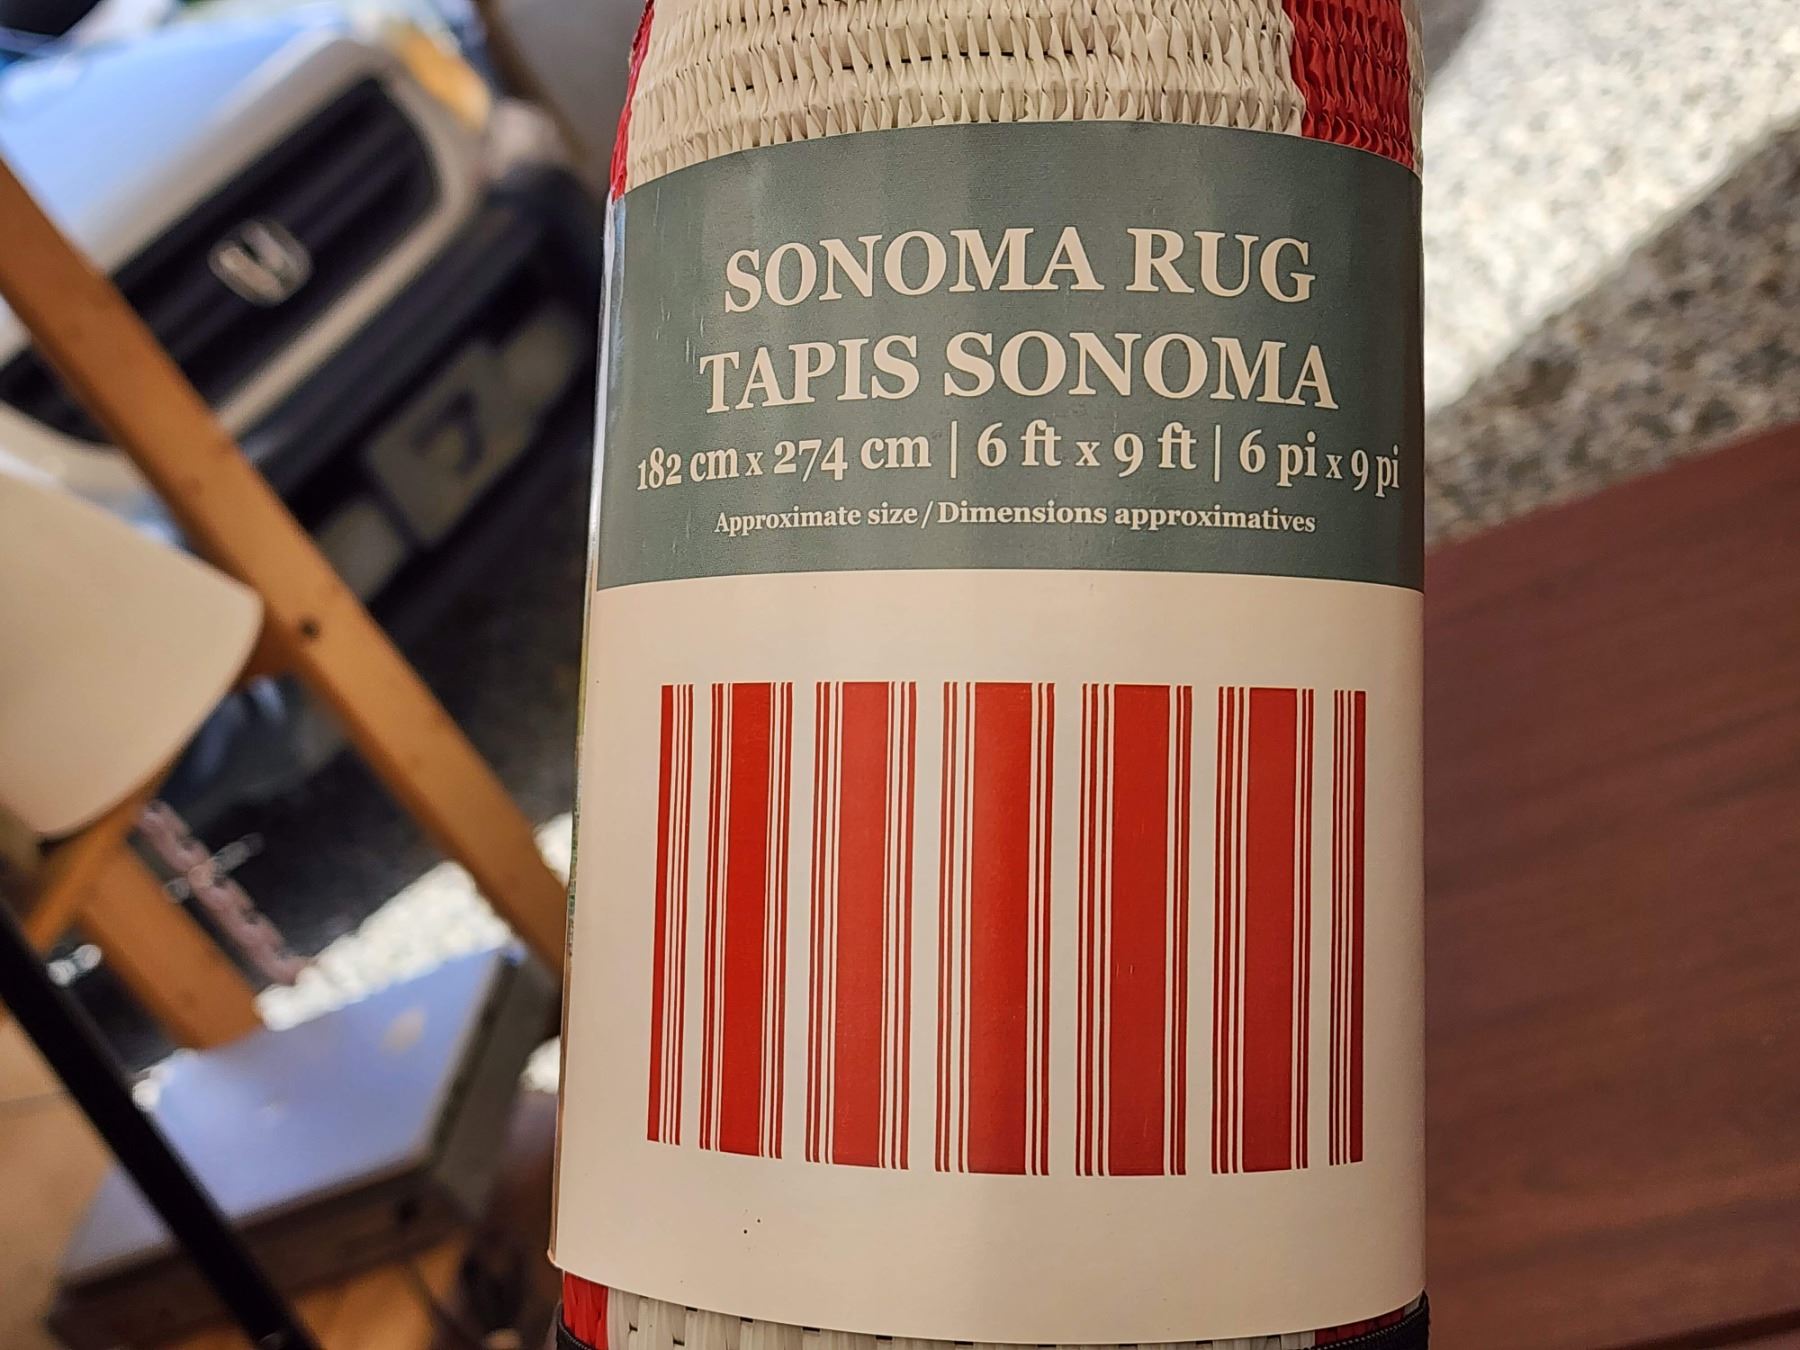 SONOMA RUG
TAPIS SONOMA
182 cm x 274 cm | 6 ft x 9 ft | 6 pi x 9 pi
Approximate size / Dimensions approximatives